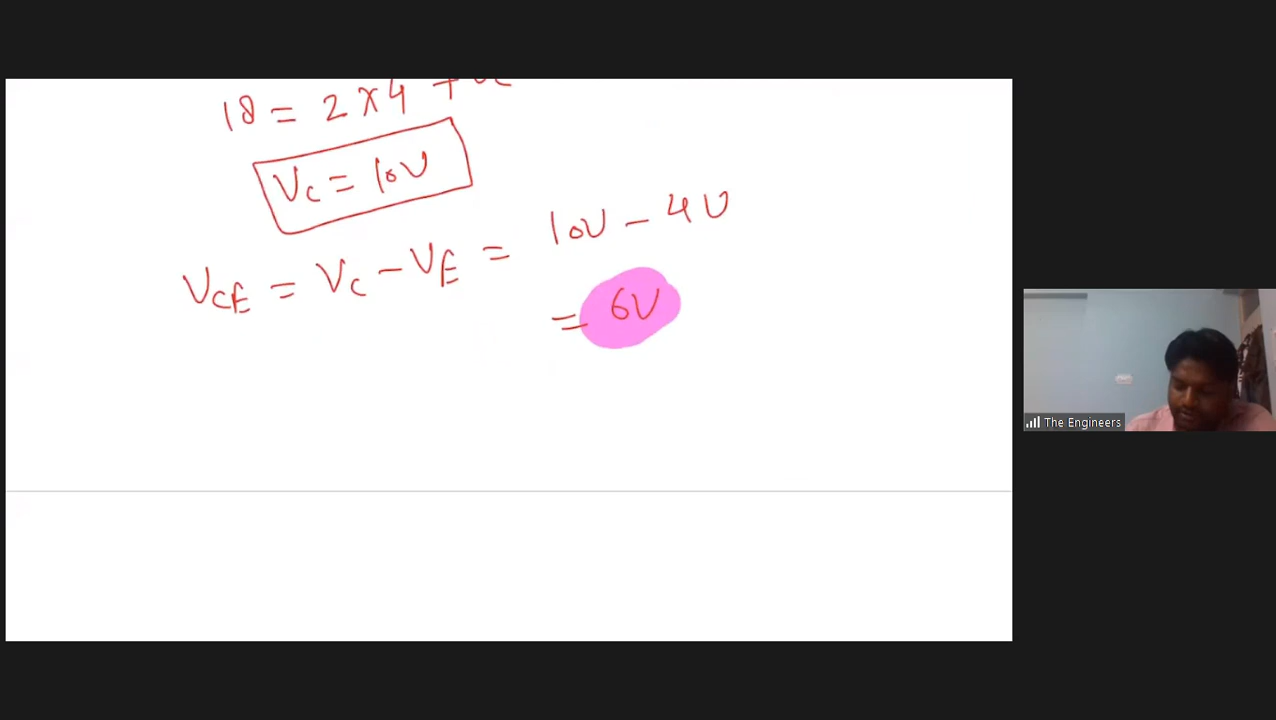 18 = 2 x 4 +
Vc = 10V
VCE = Vc - VE = 10V - 4V
= 6V
The Engineers